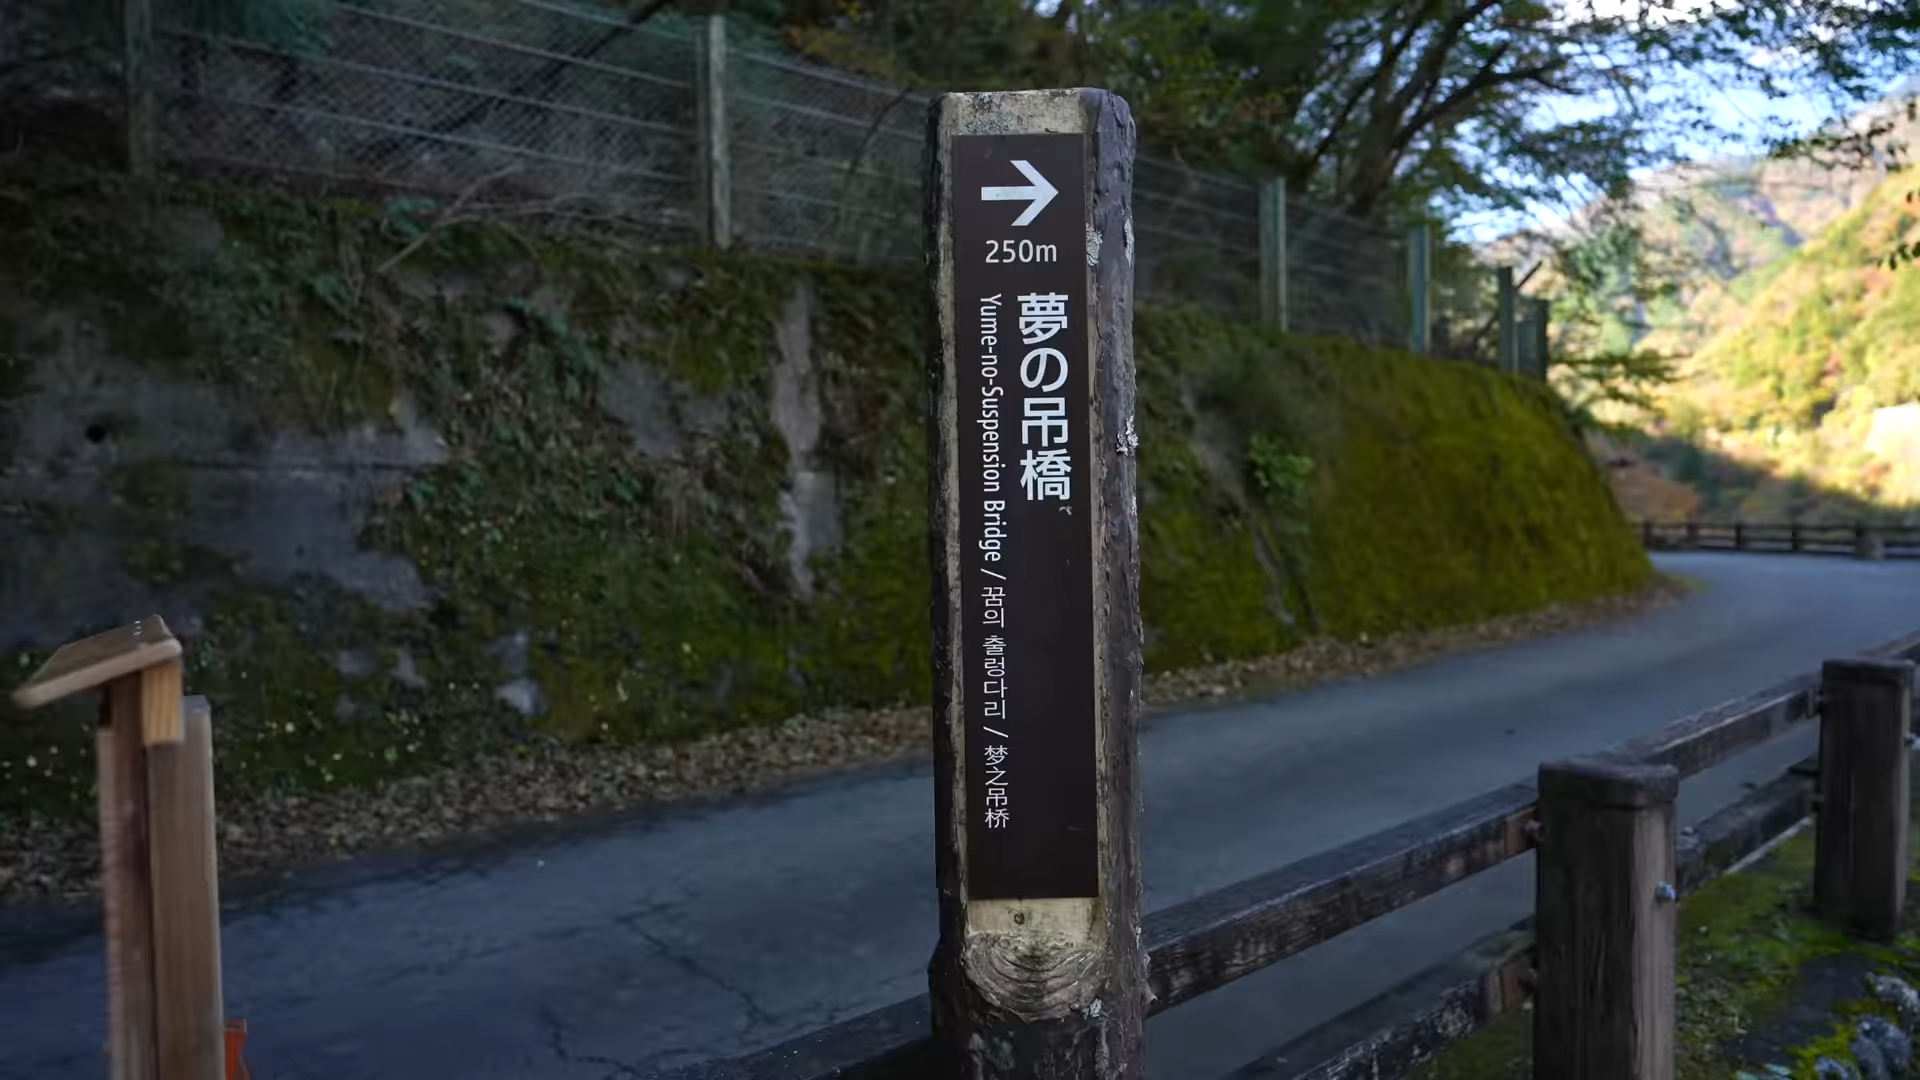 →
250m
夢の吊橋
Yume-no-Suspension Bridge / 꿈의 출렁다리 / 梦之吊桥